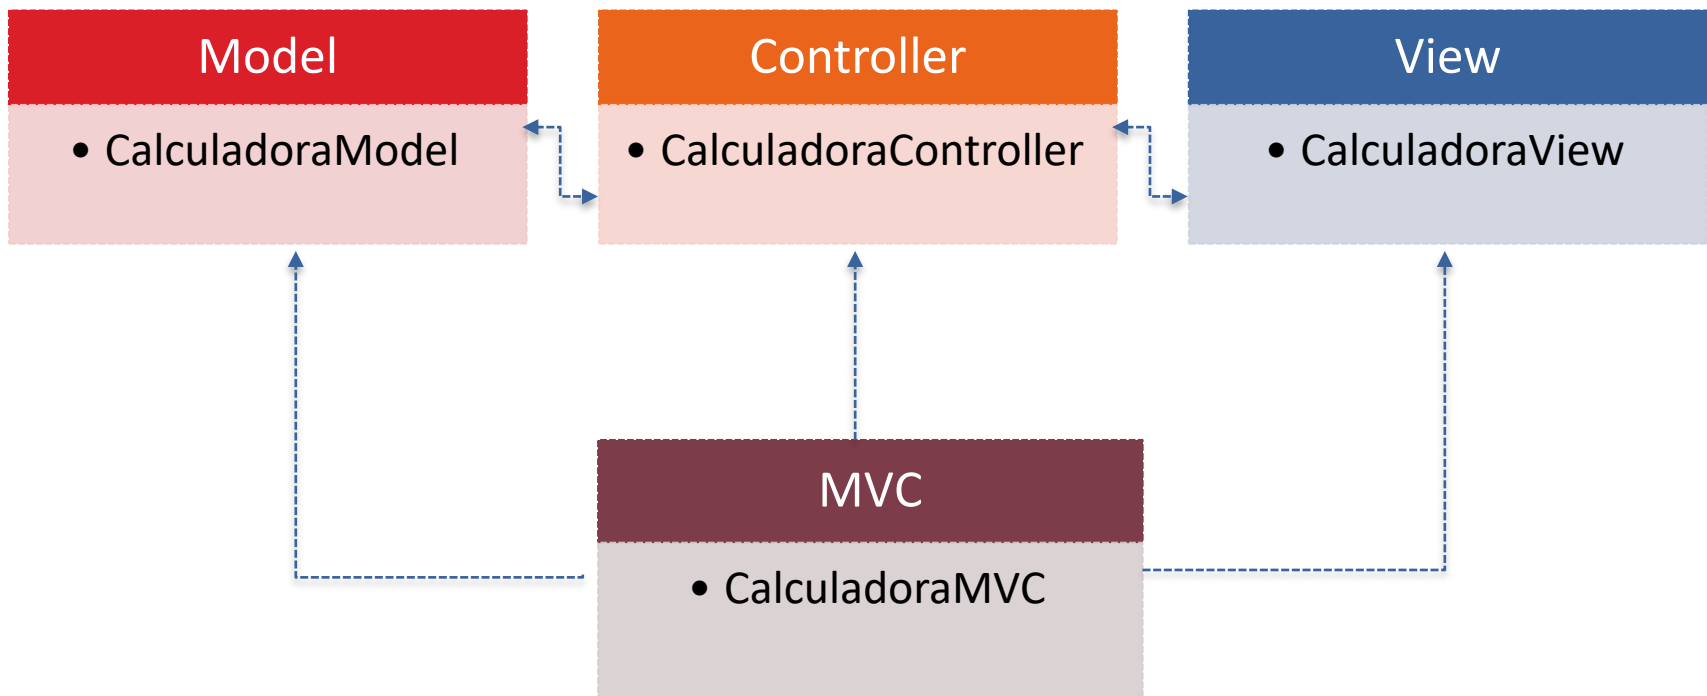 Model
• CalculadoraModel
Controller
• CalculadoraController
View
• CalculadoraView
MVC
• CalculadoraMVC